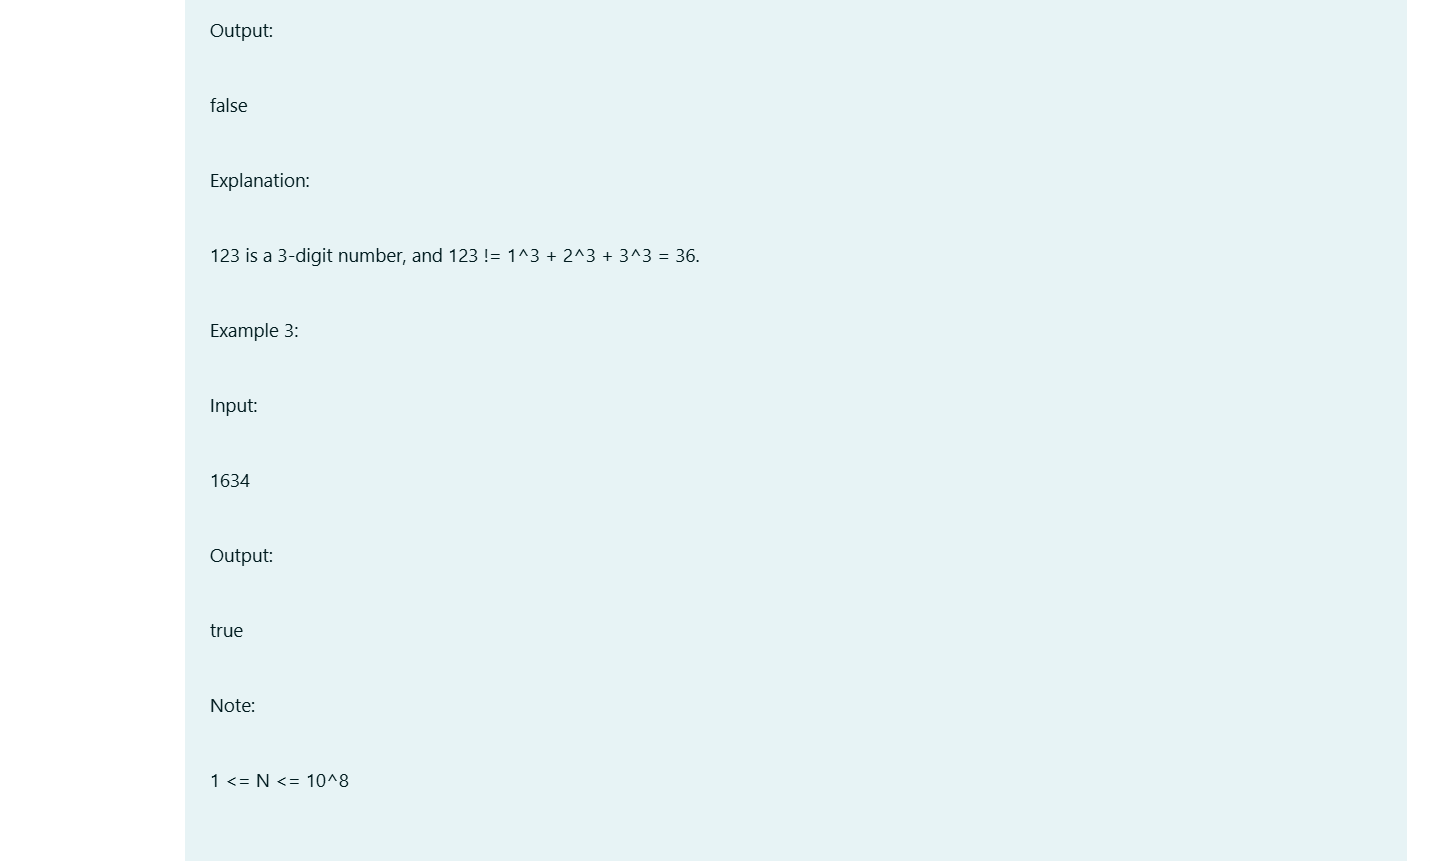 Output:
false
Explanation:
123 is a 3-digit number, and 123 != 1^3 + 2^3 + 3^3 = 36.
Example 3:
Input:
1634
Output:
true
Note:
1 <= N <= 10^8